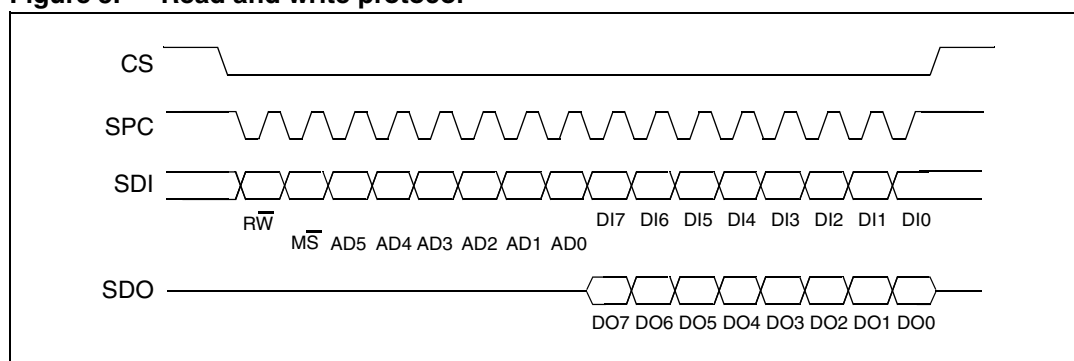 Figure 8. Read and write protocol
CS
SPC
SDI
RW̅ DI7 DI6 DI5 DI4 DI3 DI2 DI1 DI0
MS̅ AD5 AD4 AD3 AD2 AD1 AD0
SDO
DO7 DO6 DO5 DO4 DO3 DO2 DO1 DO0